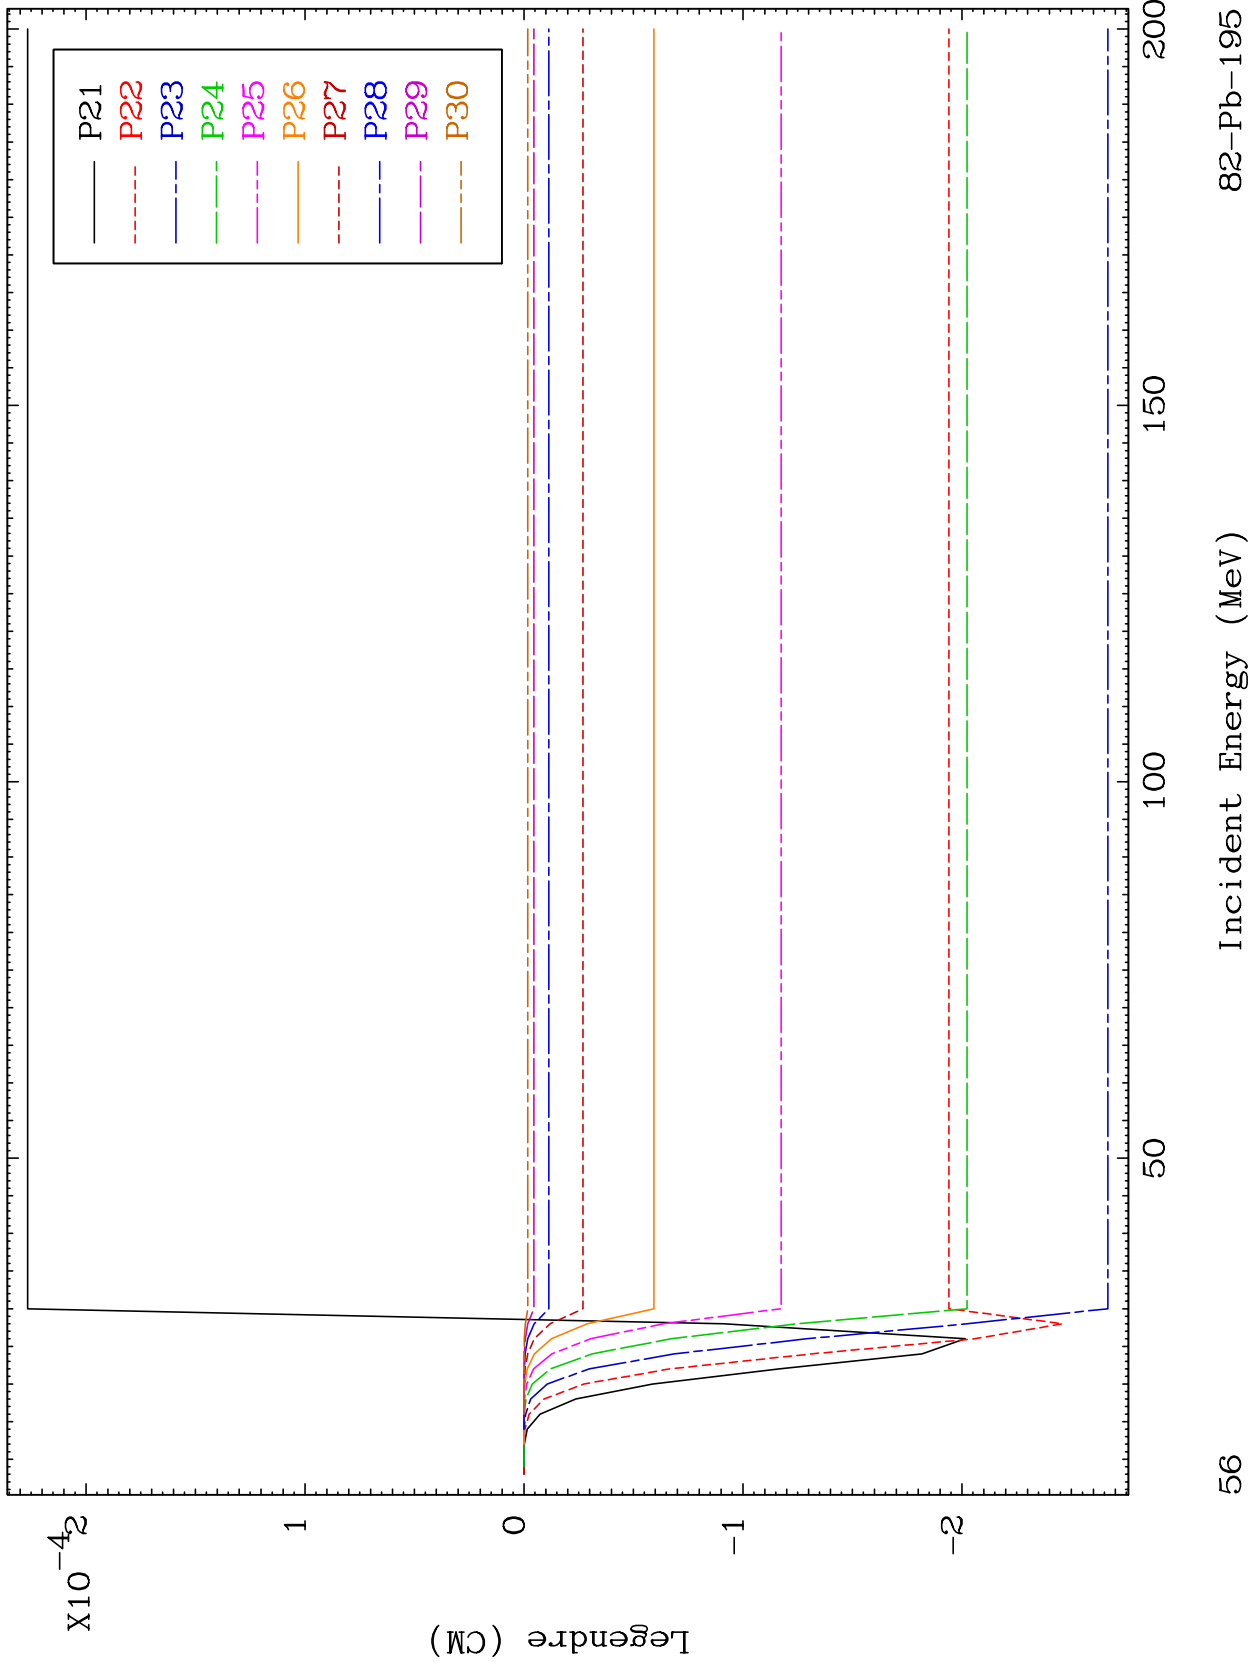 X10-4
2
1
0
-1
-2
Legendre (CM)
P21
P22
P23
P24
P25
P26
P27
P28
P29
P30
50
100
150
200
Incident Energy (MeV)
56
82-Pb-195